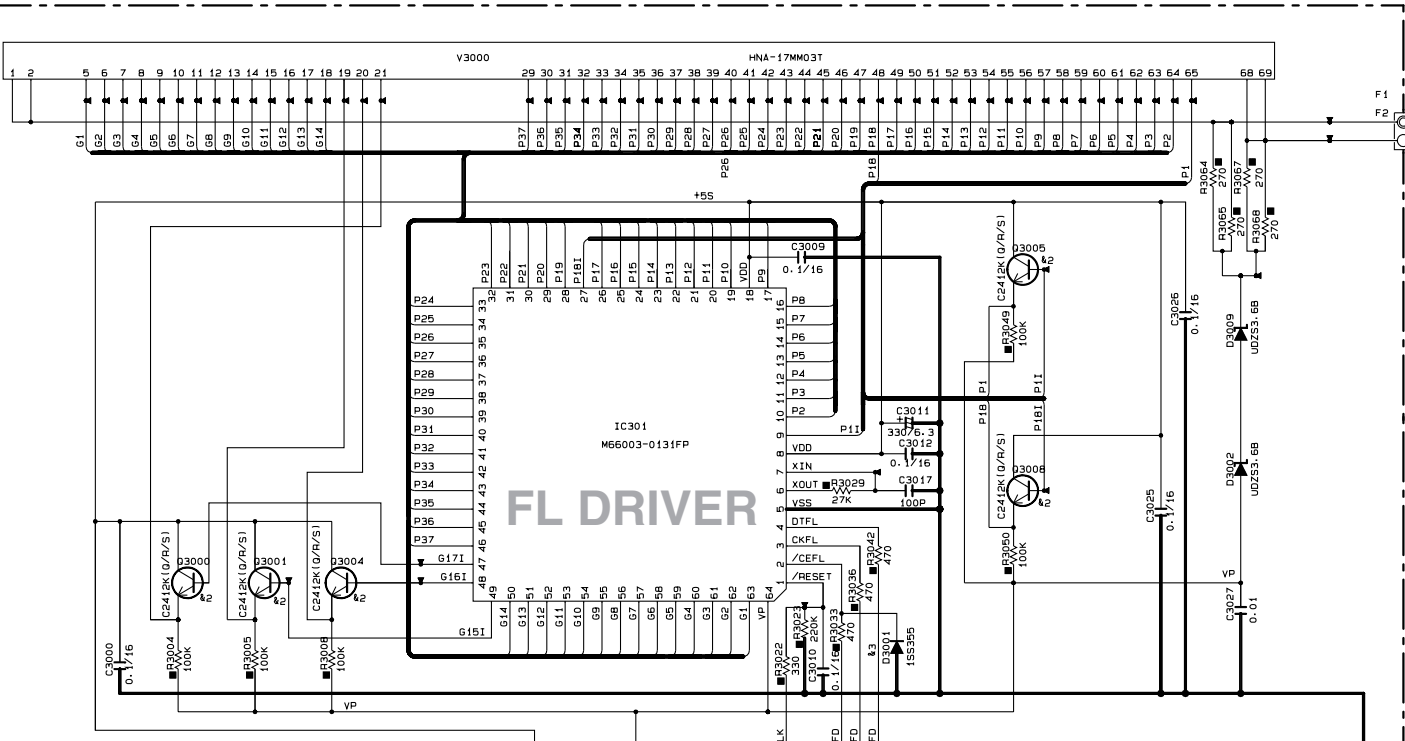 V3000 HNA-17MM03T
1 2 5 6 7 8 9 10 11 12 13 14 15 16 17 18 19 20 21 29 30 31 32 33 34 35 36 37 38 39 40 41 42 43 44 45 46 47 48 49 50 51 52 53 54 55 56 57 58 59 60 61 62 63 64 65 68 69
F1
F2
G1 G2 G3 G4 G5 G6 G7 G8 G9 G10 G11 G12 G13 G14
P37 P36 P35 P34 P33 P32 P31 P30 P29 P28 P27 P26 P25 P24 P23 P22 P21 P20 P19 P18 P17 P16 P15 P14 P13 P12 P11 P10 P9 P8 P7 P6 P5 P4 P3 P2
P26 P18 P1
R3064 270
R3067 270
R3065 270
R3068 270
+5S
P23 P22 P21 P20 P19 P18I P17 P16 P15 P14 P13 P12 P11 P10 VDD P9
32 31 30 29 28 27 26 25 24 23 22 21 20 19 18 17
C3009
0.1/16
C2412K(Q/R/S)
Q3005
&2
R3049
100K
C3026
0.1/16
D3009
UDZS3.6B
P24 33
P25 34
P26 35
P27 36
P28 37
P29 38
P30 39
P31 40
P32 41
P33 42
P34 43
P35 44
P36 45
P37 46
G17I 47
G16I 48
16 P8
15 P7
14 P6
13 P5
12 P4
11 P3
10 P2
9 P1I
8 VDD
7 XIN
6 XOUT
5 VSS
4 DTFL
3 CKFL
2 /CEFL
1 /RESET
IC301
M66003-0131FP
FL DRIVER
C3011
+
330/6.3
C3012
0.1/16
R3029
27K
C3017
100P
P1 P1I
P18 P18I
C2412K(Q/R/S)
Q3008
&2
R3050
100K
C3025
0.1/16
D3002
UDZS3.6B
VP
C3027
0.01
C2412K(Q/R/S)
Q3000
&2
C2412K(Q/R/S)
Q3001
&2
C2412K(Q/R/S)
Q3004
&2
49 50 51 52 53 54 55 56 57 58 59 60 61 62 63 64
G15I G14 G13 G12 G11 G10 G9 G8 G7 G6 G5 G4 G3 G2 G1 VP
C3000
0.1/16
R3004
100K
R3005
100K
R3008
100K
R3022
330
R3023
220K
C3010
0.1/16
R3033
470
R3036
470
R3042
470
&3
D3001
1SS355
VP
LK FD FD FD